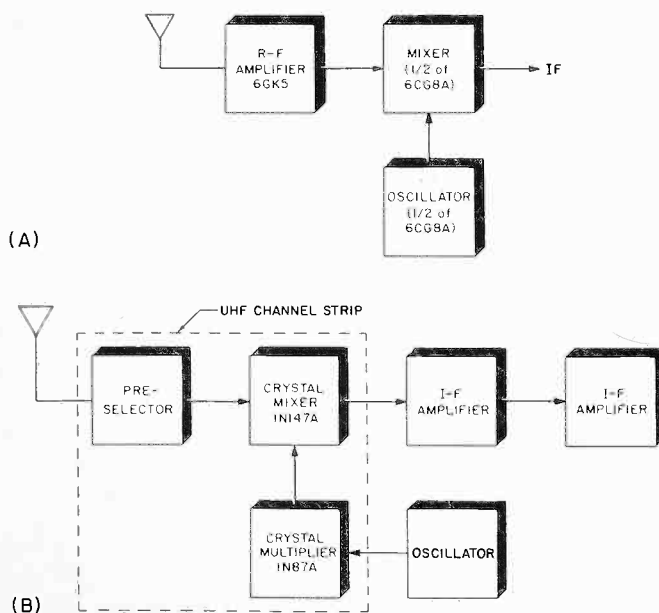 R-F
AMPLIFIER
6GK5
MIXER
(1/2 of
6CG8A)
IF
OSCILLATOR
(1/2 of
6CG8A)
(A)
UHF CHANNEL STRIP
PRE-
SELECTOR
CRYSTAL
MIXER
1N147A
I-F
AMPLIFIER
I-F
AMPLIFIER
CRYSTAL
MULTIPLIER
1N87A
OSCILLATOR
(B)